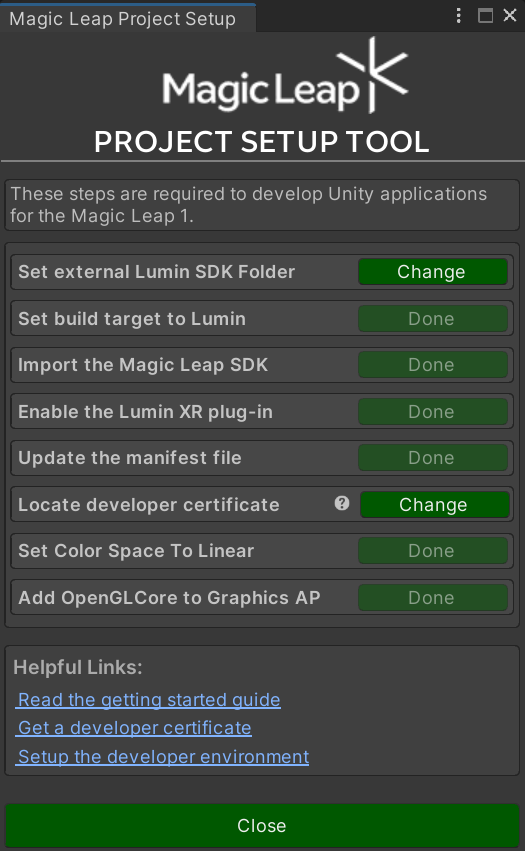 Magic Leap Project Setup
Magic Leap
PROJECT SETUP TOOL
These steps are required to develop Unity applications
for the Magic Leap 1.
Set external Lumin SDK Folder Change
Set build target to Lumin Done
Import the Magic Leap SDK Done
Enable the Lumin XR plug-in Done
Update the manifest file Done
Locate developer certificate ? Change
Set Color Space To Linear Done
Add OpenGLCore to Graphics AP Done
Helpful Links:
Read the getting started guide
Get a developer certificate
Setup the developer environment
Close